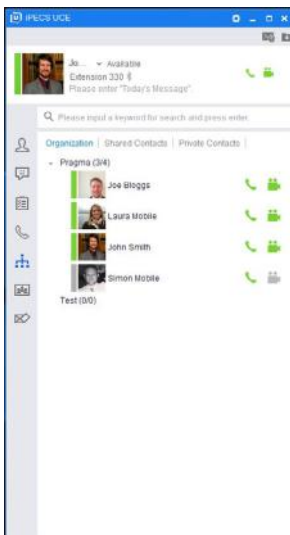 IPECS UCE
Jo... Available
Extension 330
Please enter "Today's Message".
Please input a keyword for search and press enter.
Organization | Shared Contacts | Private Contacts |
Pragma (3/4)
Joe Bloggs
Laura Mobile
John Smith
Simon Mobile
Test (0/0)